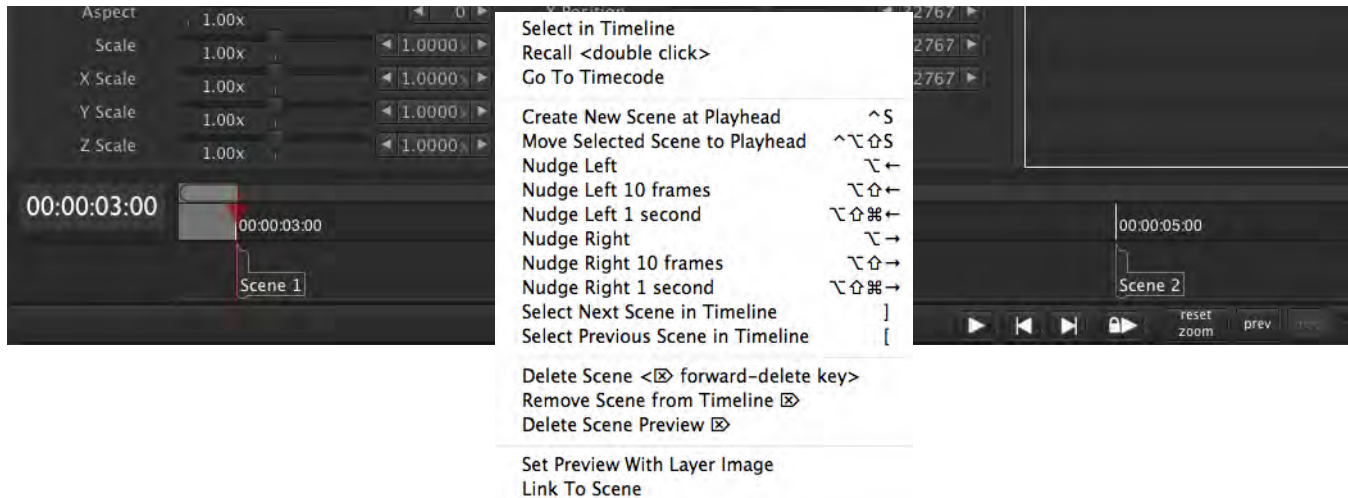 Aspect 1.00x 0
Scale 1.00x 1.0000
X Scale 1.00x 1.0000
Y Scale 1.00x 1.0000
Z Scale 1.00x 1.0000
32767
2767
2767
Select in Timeline
Recall <double click>
Go To Timecode
Create New Scene at Playhead ^S
Move Selected Scene to Playhead ^⌥⇧S
Nudge Left ⌥←
Nudge Left 10 frames ⌥⇧←
Nudge Left 1 second ⌥⇧⌘←
Nudge Right ⌥→
Nudge Right 10 frames ⌥⇧→
Nudge Right 1 second ⌥⇧⌘→
Select Next Scene in Timeline ]
Select Previous Scene in Timeline [
Delete Scene <⌦ forward-delete key>
Remove Scene from Timeline ⌦
Delete Scene Preview ⌦
Set Preview With Layer Image
Link To Scene
00:00:03:00
00:00:03:00
00:00:05:00
Scene 1
Scene 2
reset zoom
prev